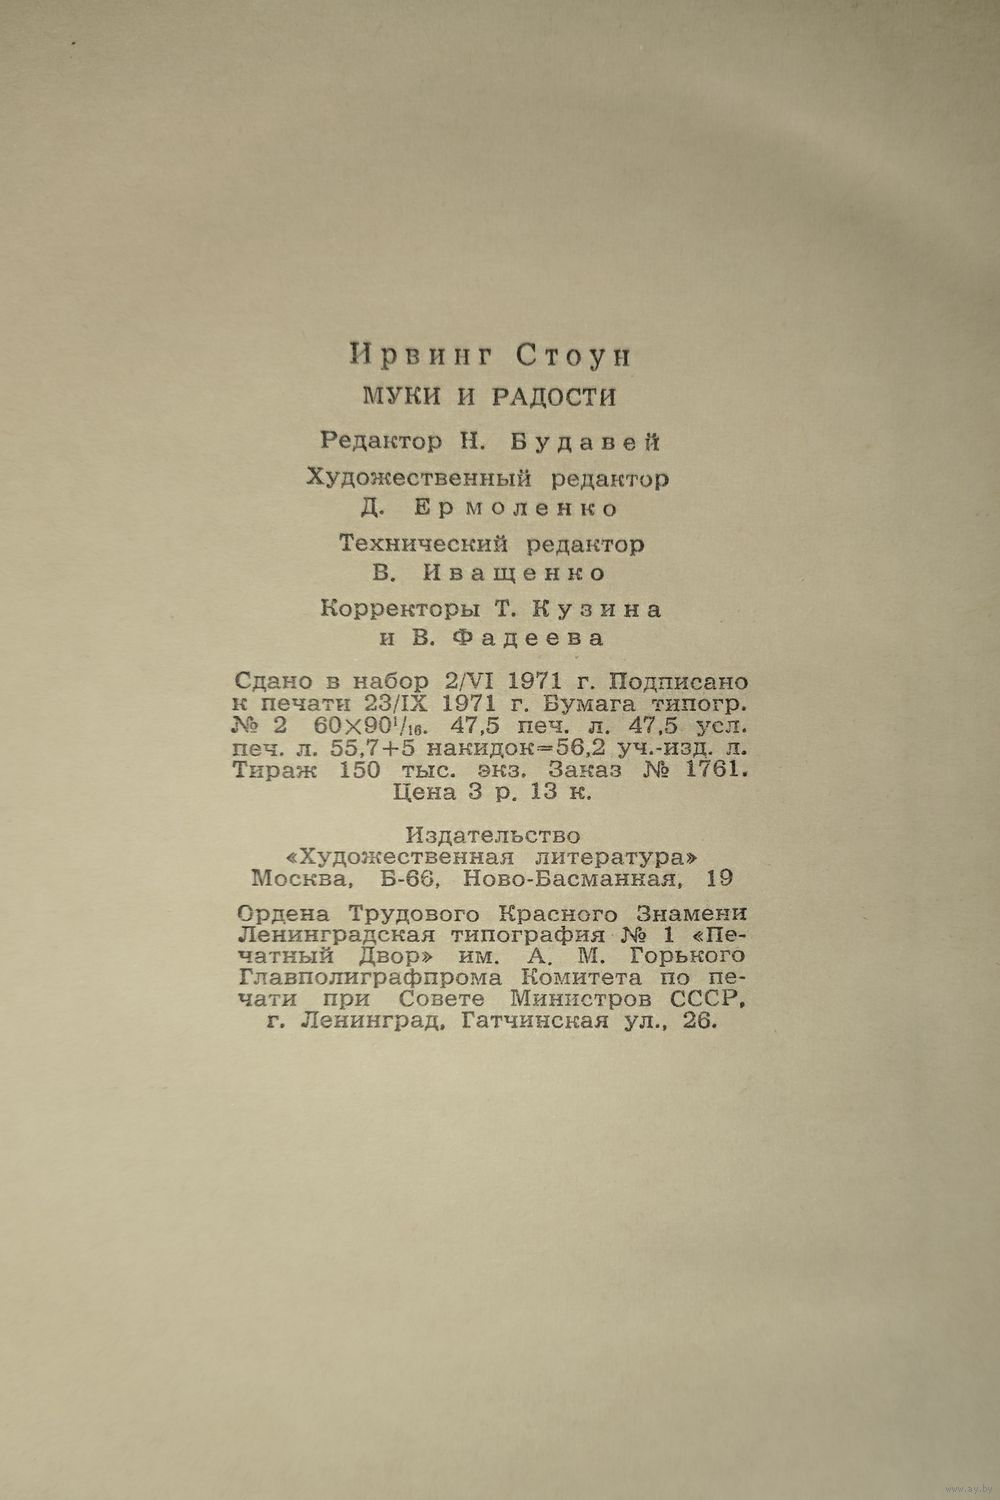 Ирвинг Стоун
МУКИ И РАДОСТИ
Редактор Н. Будавей
Художественный редактор
Д. Ермоленко
Технический редактор
В. Иващенко
Корректоры Т. Кузина
и В. Фадеева
Сдано в набор 2/VI 1971 г. Подписано
к печати 23/IX 1971 г. Бумага типогр.
№ 2 60×90¹/₁₆. 47,5 печ. л. 47,5 усл.
печ. л. 55,7+5 накидок=56,2 уч.-изд. л.
Тираж 150 тыс. экз. Заказ № 1761.
Цена 3 р. 13 к.
Издательство
«Художественная литература»
Москва, Б-66, Ново-Басманная, 19
Ордена Трудового Красного Знамени
Ленинградская типография № 1 «Пе-
чатный Двор» им. А. М. Горького
Главполиграфпрома Комитета по пе-
чати при Совете Министров СССР,
г. Ленинград, Гатчинская ул., 26.
www.ay.by